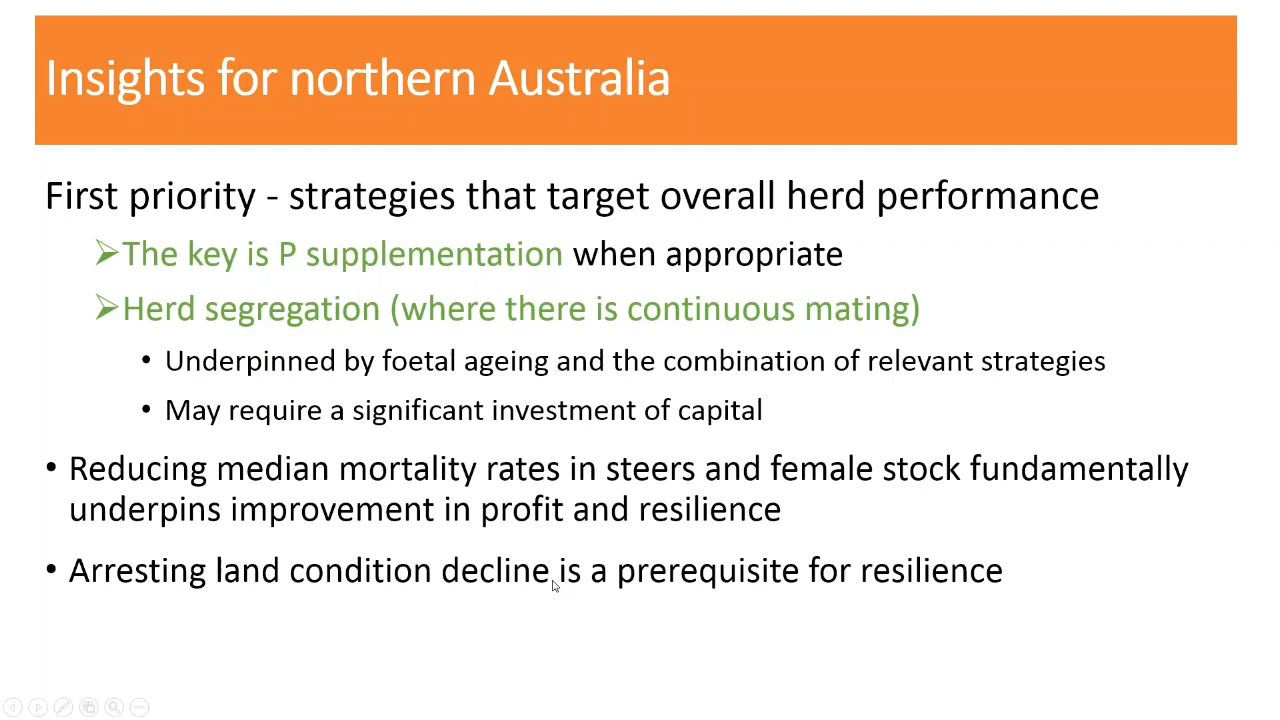 Insights for northern Australia
First priority - strategies that target overall herd performance
➢The key is P supplementation when appropriate
➢Herd segregation (where there is continuous mating)
• Underpinned by foetal ageing and the combination of relevant strategies
• May require a significant investment of capital
• Reducing median mortality rates in steers and female stock fundamentally
underpins improvement in profit and resilience
• Arresting land condition decline is a prerequisite for resilience